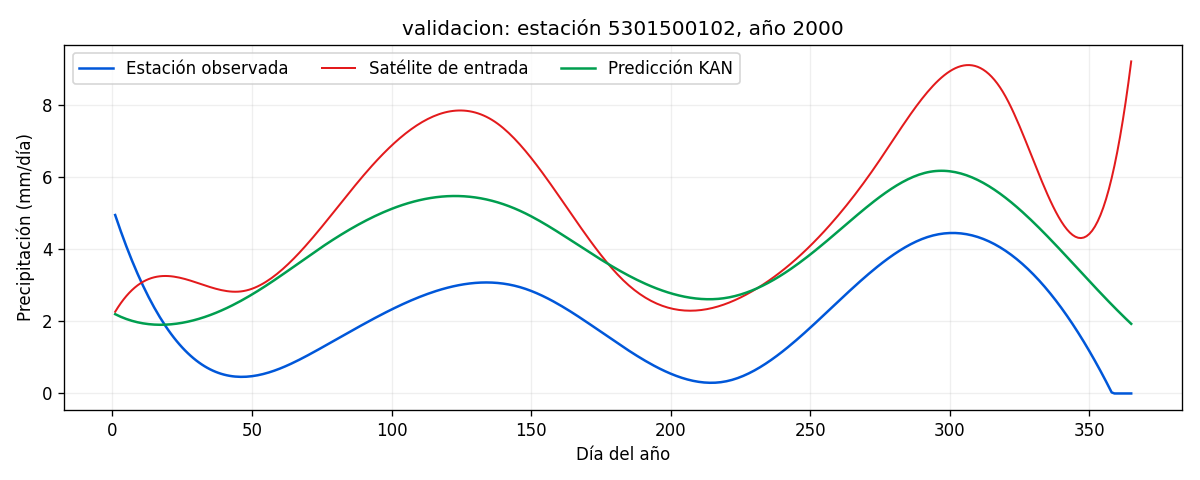 validacion: estación 5301500102, año 2000
Estación observada
Satélite de entrada
Predicción KAN
Precipitación (mm/día)
8
6
4
2
0
0 50 100 150 200 250 300 350
Día del año